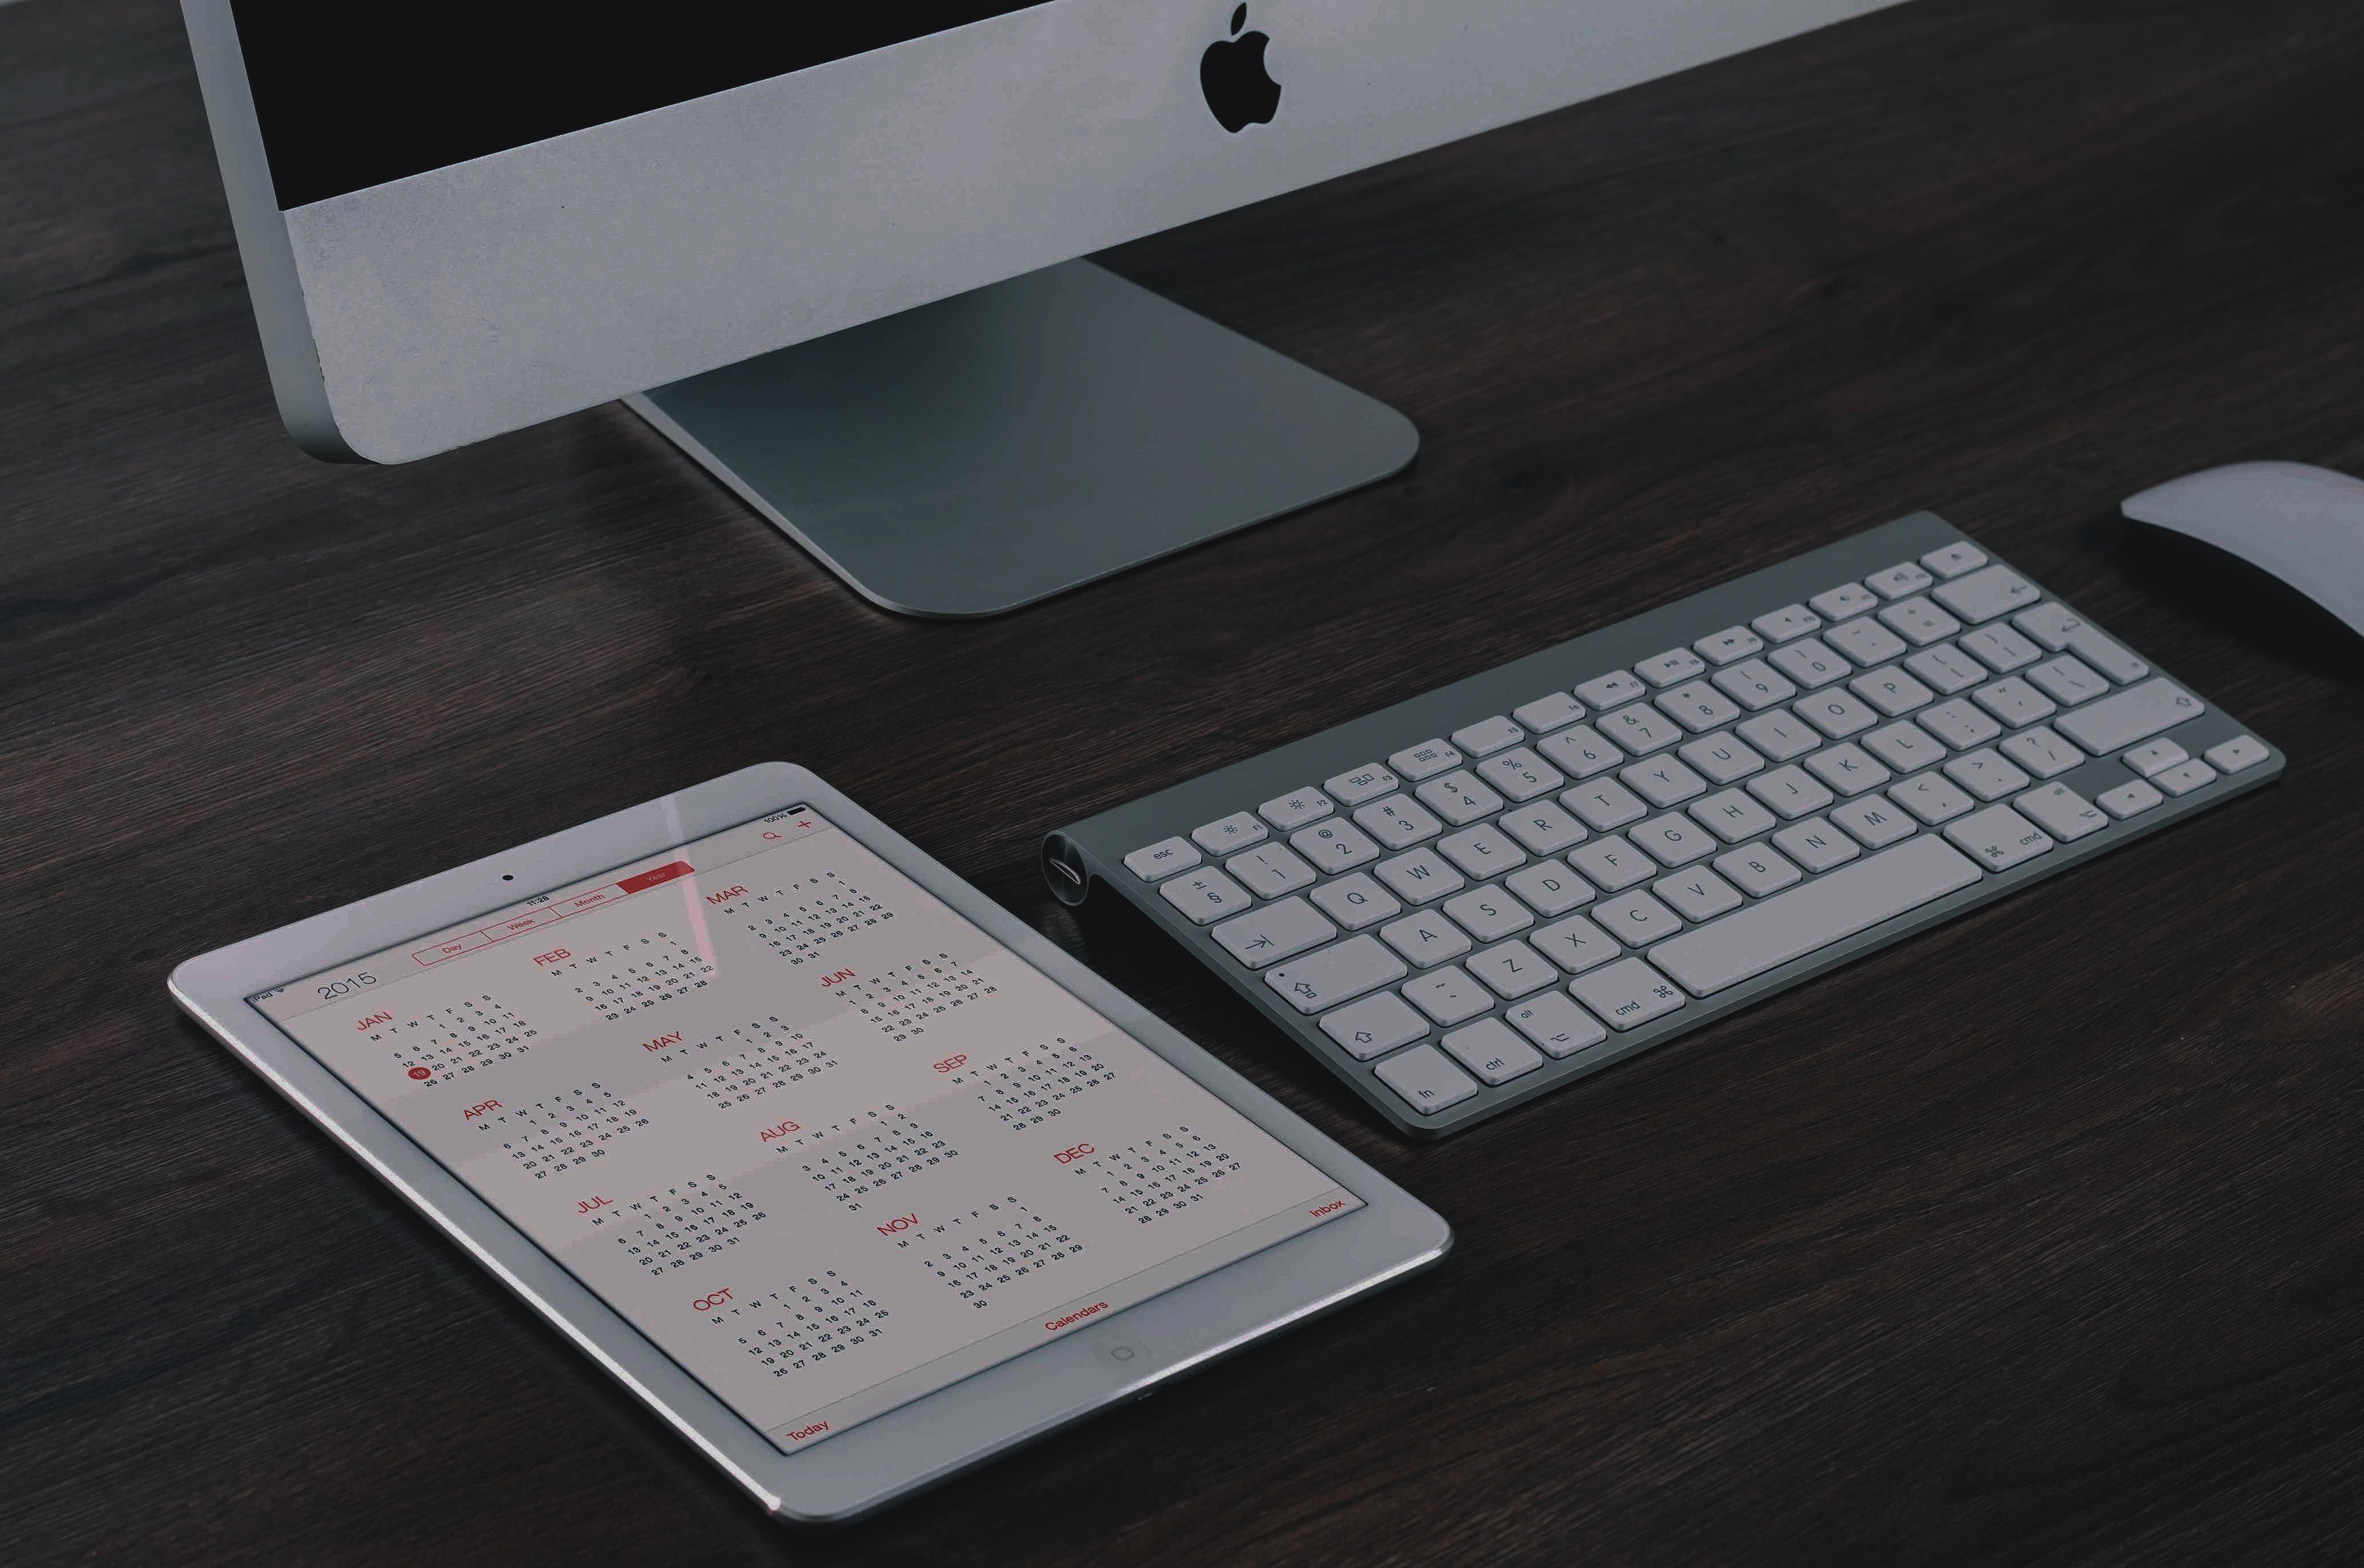 iPad 11:28 100%
Day Week Month Year
2015
JAN
M T W T F S S
1 2 3 4
5 6 7 8 9 10 11
12 13 14 15 16 17 18
19 20 21 22 23 24 25
26 27 28 29 30 31
FEB
M T W T F S S
1
2 3 4 5 6 7 8
9 10 11 12 13 14 15
16 17 18 19 20 21 22
23 24 25 26 27 28
MAR
M T W T F S S
1
2 3 4 5 6 7 8
9 10 11 12 13 14 15
16 17 18 19 20 21 22
23 24 25 26 27 28 29
30 31
APR
M T W T F S S
1 2 3 4 5
6 7 8 9 10 11 12
13 14 15 16 17 18 19
20 21 22 23 24 25 26
27 28 29 30
MAY
M T W T F S S
1 2 3
4 5 6 7 8 9 10
11 12 13 14 15 16 17
18 19 20 21 22 23 24
25 26 27 28 29 30 31
JUN
M T W T F S S
1 2 3 4 5 6 7
8 9 10 11 12 13 14
15 16 17 18 19 20 21
22 23 24 25 26 27 28
29 30
JUL
M T W T F S S
1 2 3 4 5
6 7 8 9 10 11 12
13 14 15 16 17 18 19
20 21 22 23 24 25 26
27 28 29 30 31
AUG
M T W T F S S
1 2
3 4 5 6 7 8 9
10 11 12 13 14 15 16
17 18 19 20 21 22 23
24 25 26 27 28 29 30
31
SEP
M T W T F S S
1 2 3 4 5 6
7 8 9 10 11 12 13
14 15 16 17 18 19 20
21 22 23 24 25 26 27
28 29 30
OCT
M T W T F S S
1 2 3 4
5 6 7 8 9 10 11
12 13 14 15 16 17 18
19 20 21 22 23 24 25
26 27 28 29 30 31
NOV
M T W T F S S
1
2 3 4 5 6 7 8
9 10 11 12 13 14 15
16 17 18 19 20 21 22
23 24 25 26 27 28 29
30
DEC
M T W T F S S
1 2 3 4 5 6
7 8 9 10 11 12 13
14 15 16 17 18 19 20
21 22 23 24 25 26 27
28 29 30 31
Today Calendars Inbox
esc F1 F2 F3 F4 F5 F6 F7
± ! @ # $ % ^ & * ( ) _ +
§ 1 2 3 4 5 6 7 8 9 0 - =
Q W E R T Y U I O P { [ } ]
A S D F G H J K L : ; " ' | \
~ ` Z X C V B N M < , > . ? /
fn ctrl alt ⌥ cmd ⌘ ⌘ cmd alt ⌥